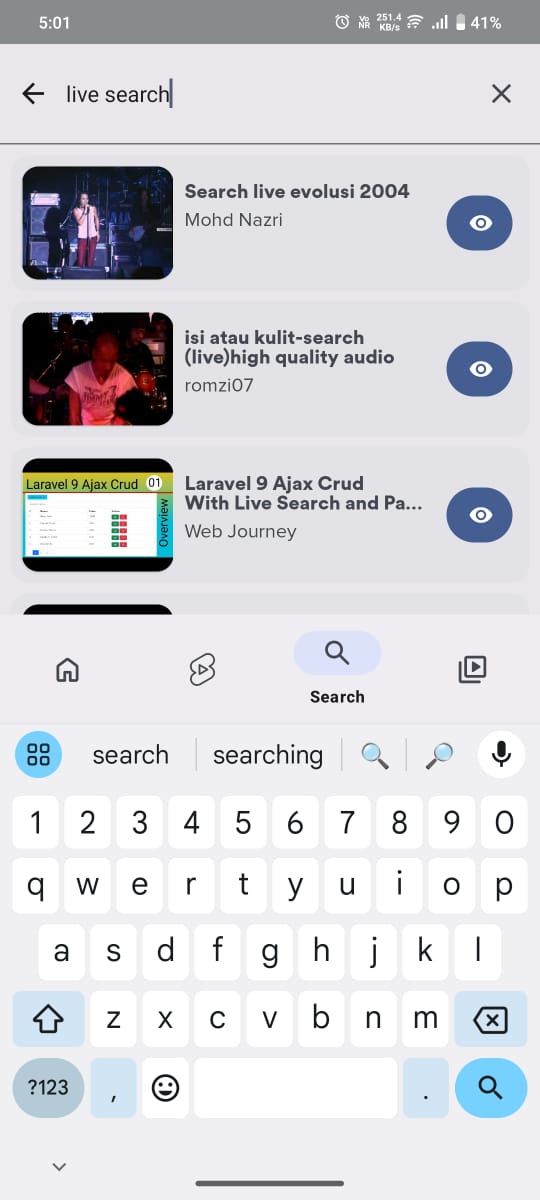 5:01
Vo NR
251.4 KB/s
41%
live search
Search live evolusi 2004
Mohd Nazri
isi atau kulit-search
(live)high quality audio
romzi07
Laravel 9 Ajax Crud
01
Overview
Laravel 9 Ajax Crud
With Live Search and Pa...
Web Journey
Search
search
searching
1 2 3 4 5 6 7 8 9 0
q w e r t y u i o p
a s d f g h j k l
z x c v b n m
?123 , .